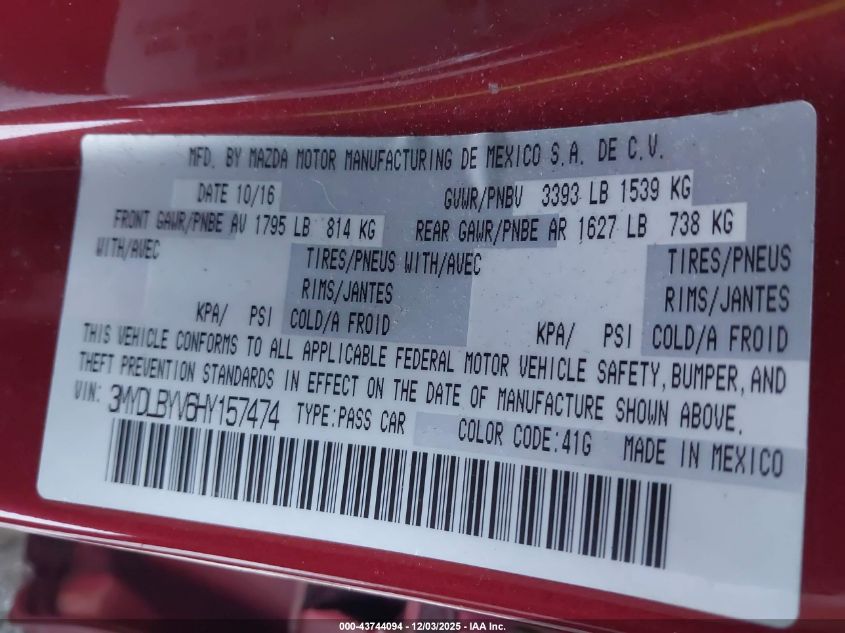 MFD. BY MAZDA MOTOR MANUFACTURING DE MEXICO S.A. DE C.V.
DATE 10/16 GVWR/PNBV 3393 LB 1539 KG
FRONT GAWR/PNBE AV 1795 LB 814 KG REAR GAWR/PNBE AR 1627 LB 738 KG
WITH/AVEC TIRES/PNEUS WITH/AVEC TIRES/PNEUS
RIMS/JANTES RIMS/JANTES
KPA/ PSI COLD/A FROID KPA/ PSI COLD/A FROID
THIS VEHICLE CONFORMS TO ALL APPLICABLE FEDERAL MOTOR VEHICLE SAFETY, BUMPER, AND
THEFT PREVENTION STANDARDS IN EFFECT ON THE DATE OF MANUFACTURE SHOWN ABOVE.
VIN: 3MYDLBYV6HY157474 TYPE:PASS CAR COLOR CODE:41G MADE IN MEXICO
000-43744094 - 12/03/2025 - IAA Inc.